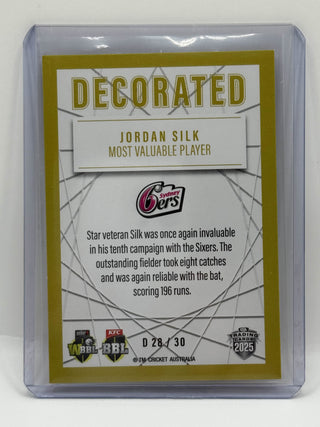 DECORATED
JORDAN SILK
MOST VALUABLE PLAYER
Sydney
6ers
Star veteran Silk was once again invaluable
in his tenth campaign with the Sixers. The
outstanding fielder took eight catches
and was again reliable with the bat,
scoring 196 runs.
WBBL
KFC
BBL
D 28 / 30
TRADING
CARDS
2025
© TM CRICKET AUSTRALIA